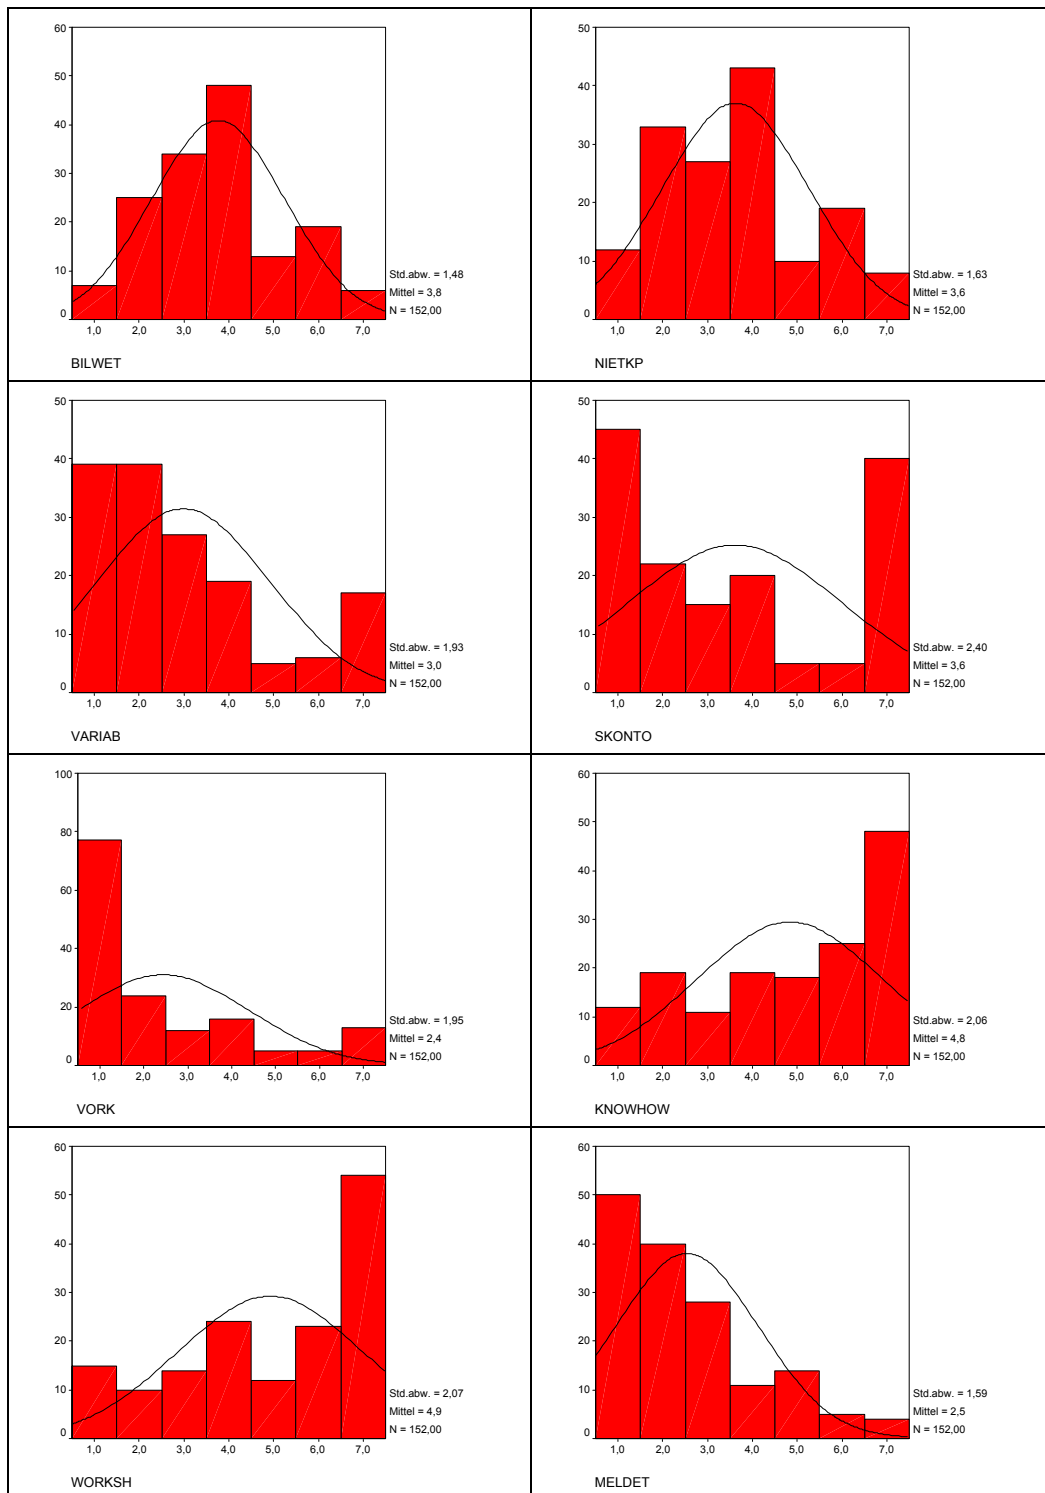 60
50
40
30
20
10
0
1,0 2,0 3,0 4,0 5,0 6,0 7,0
Std.abw. = 1,48
Mittel = 3,8
N = 152,00
BILWET
50
40
30
20
10
0
1,0 2,0 3,0 4,0 5,0 6,0 7,0
Std.abw. = 1,63
Mittel = 3,6
N = 152,00
NIETKP
50
40
30
20
10
0
1,0 2,0 3,0 4,0 5,0 6,0 7,0
Std.abw. = 1,93
Mittel = 3,0
N = 152,00
VARIAB
50
40
30
20
10
0
1,0 2,0 3,0 4,0 5,0 6,0 7,0
Std.abw. = 2,40
Mittel = 3,6
N = 152,00
SKONTO
100
80
60
40
20
0
1,0 2,0 3,0 4,0 5,0 6,0 7,0
Std.abw. = 1,95
Mittel = 2,4
N = 152,00
VORK
60
50
40
30
20
10
0
1,0 2,0 3,0 4,0 5,0 6,0 7,0
Std.abw. = 2,06
Mittel = 4,8
N = 152,00
KNOWHOW
60
50
40
30
20
10
0
1,0 2,0 3,0 4,0 5,0 6,0 7,0
Std.abw. = 2,07
Mittel = 4,9
N = 152,00
WORKSH
60
50
40
30
20
10
0
1,0 2,0 3,0 4,0 5,0 6,0 7,0
Std.abw. = 1,59
Mittel = 2,5
N = 152,00
MELDET